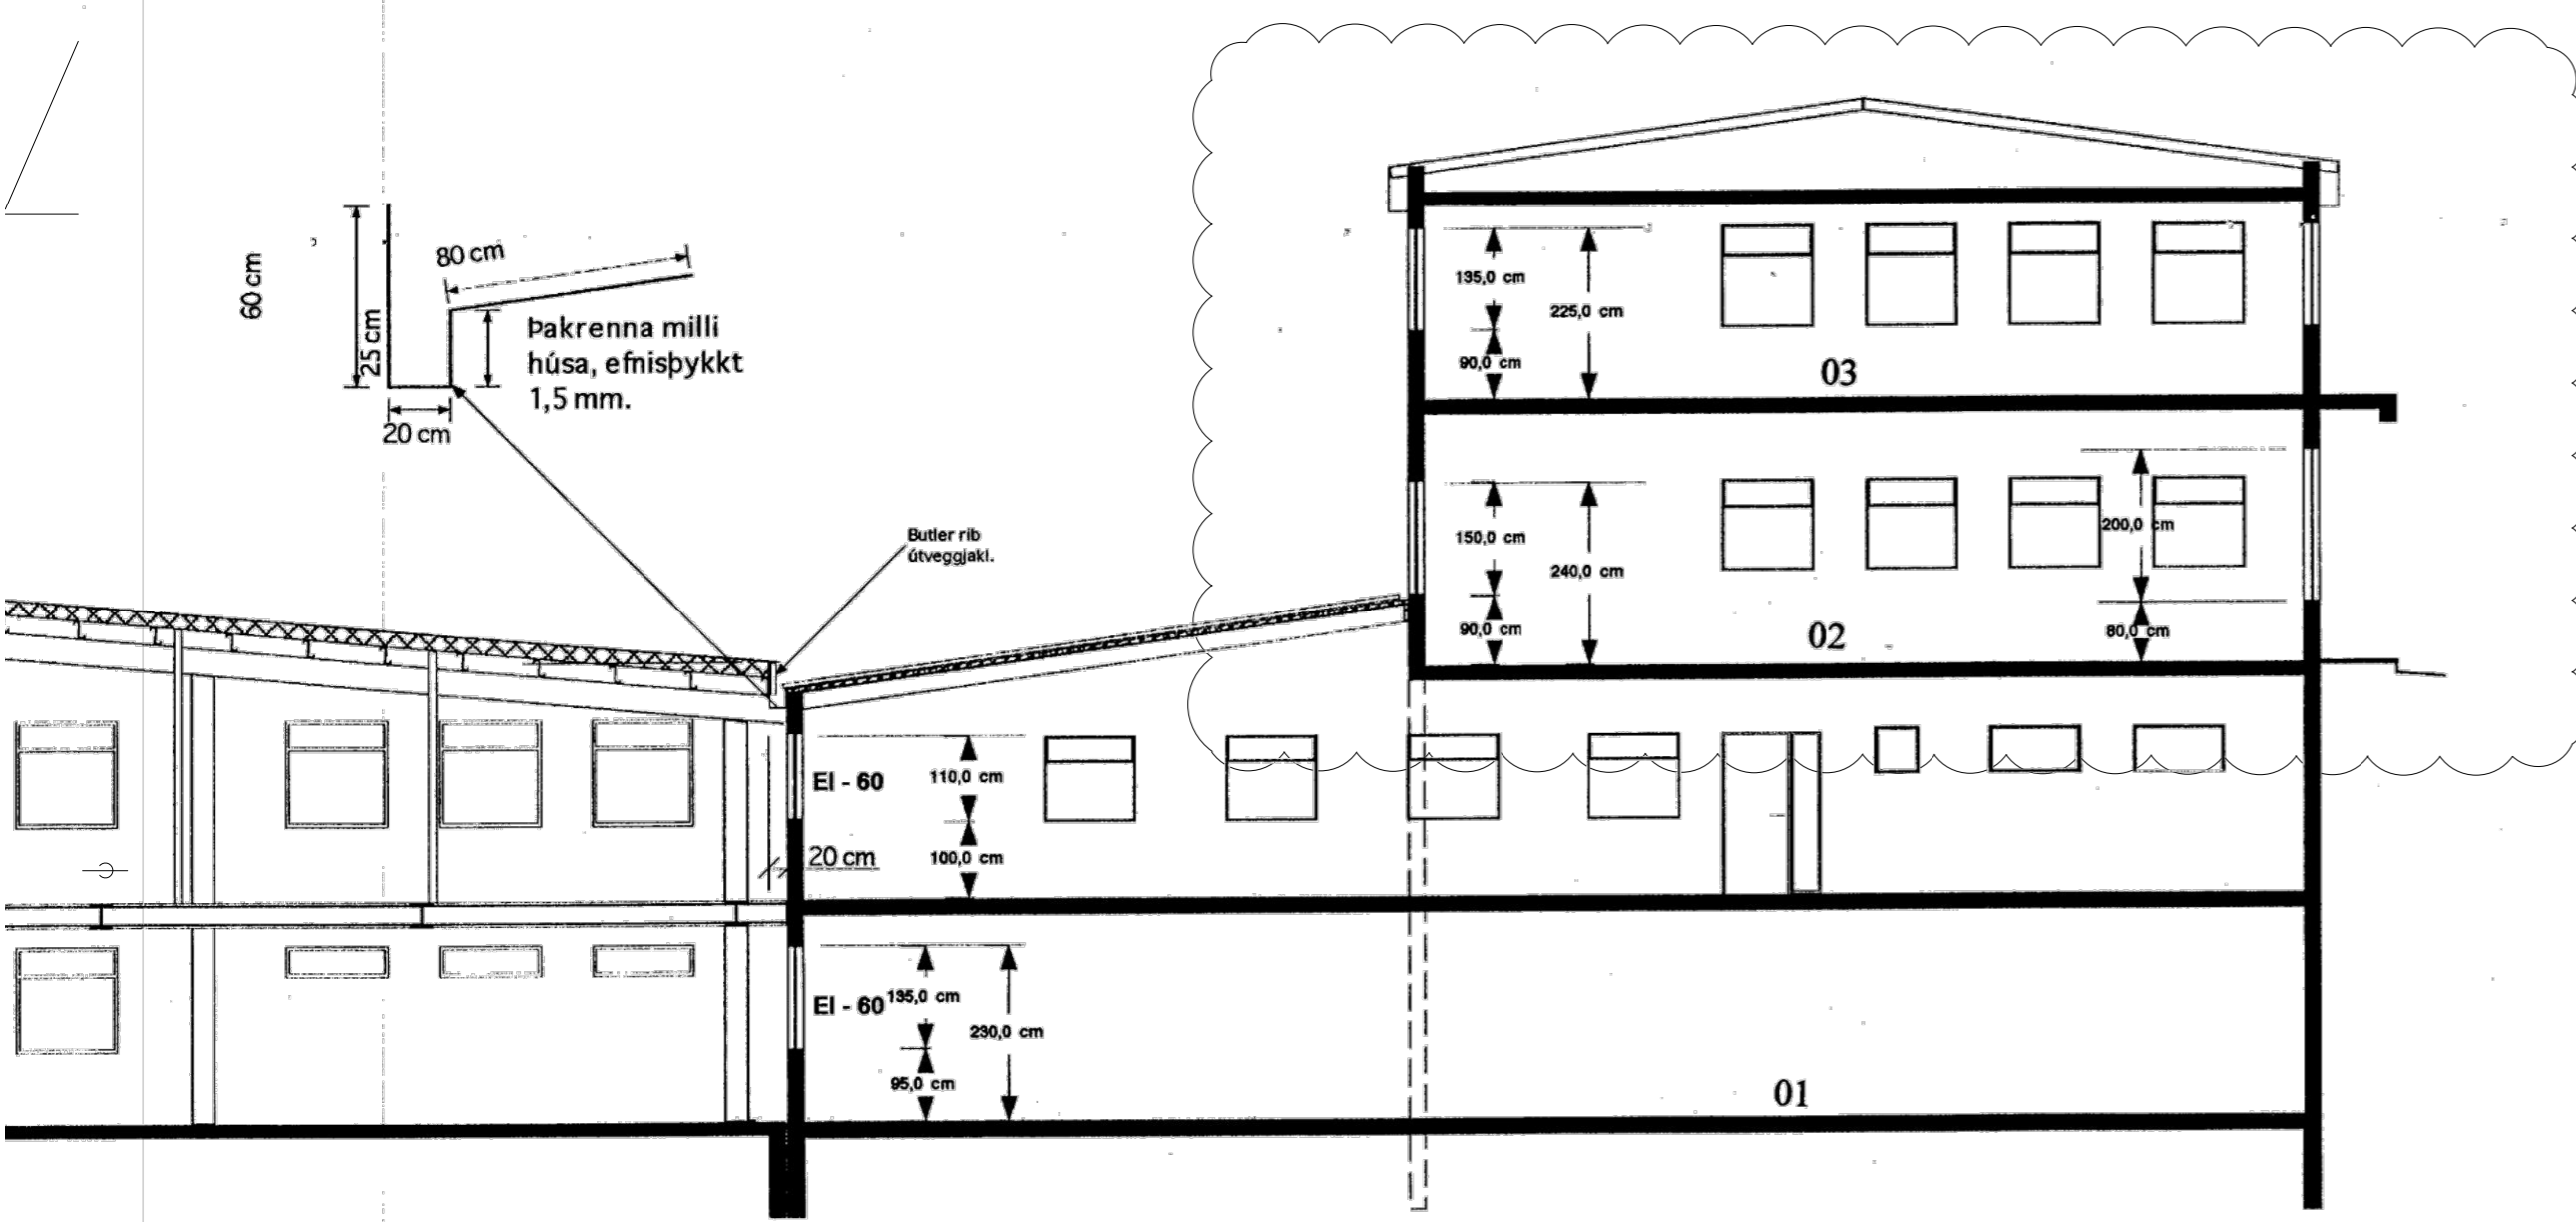 60 cm
25 cm
20 cm
80 cm
Þakrenna milli
húsa, efnisþykkt
1,5 mm.
Butler rib
útveggjakl.
135,0 cm
225,0 cm
90,0 cm
03
150,0 cm
240,0 cm
90,0 cm
200,0 cm
80,0 cm
02
EI - 60
110,0 cm
20 cm
100,0 cm
EI - 60
135,0 cm
230,0 cm
95,0 cm
01